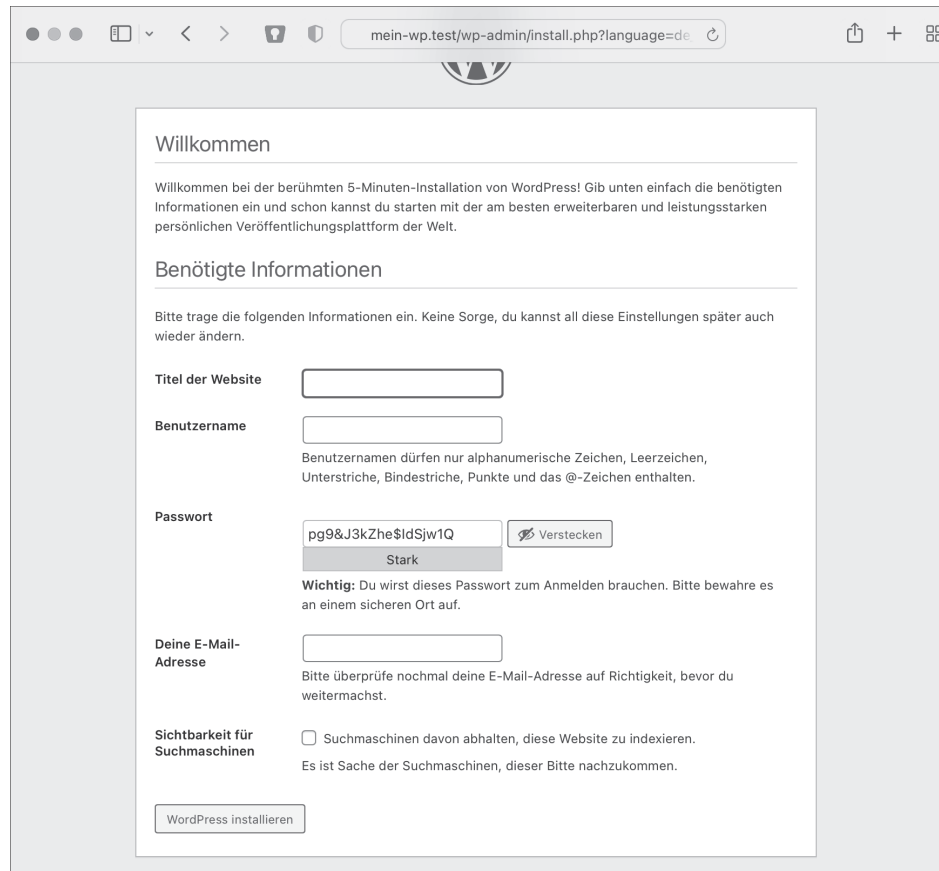 mein-wp.test/wp-admin/install.php?language=de_
Willkommen
Willkommen bei der berühmten 5-Minuten-Installation von WordPress! Gib unten einfach die benötigten
Informationen ein und schon kannst du starten mit der am besten erweiterbaren und leistungsstarken
persönlichen Veröffentlichungsplattform der Welt.
Benötigte Informationen
Bitte trage die folgenden Informationen ein. Keine Sorge, du kannst all diese Einstellungen später auch
wieder ändern.
Titel der Website
Benutzername
Benutzernamen dürfen nur alphanumerische Zeichen, Leerzeichen,
Unterstriche, Bindestriche, Punkte und das @-Zeichen enthalten.
Passwort
pg9&J3kZhe$IdSjw1Q
Verstecken
Stark
Wichtig: Du wirst dieses Passwort zum Anmelden brauchen. Bitte bewahre es
an einem sicheren Ort auf.
Deine E-Mail-
Adresse
Bitte überprüfe nochmal deine E-Mail-Adresse auf Richtigkeit, bevor du
weitermachst.
Sichtbarkeit für
Suchmaschinen
Suchmaschinen davon abhalten, diese Website zu indexieren.
Es ist Sache der Suchmaschinen, dieser Bitte nachzukommen.
WordPress installieren